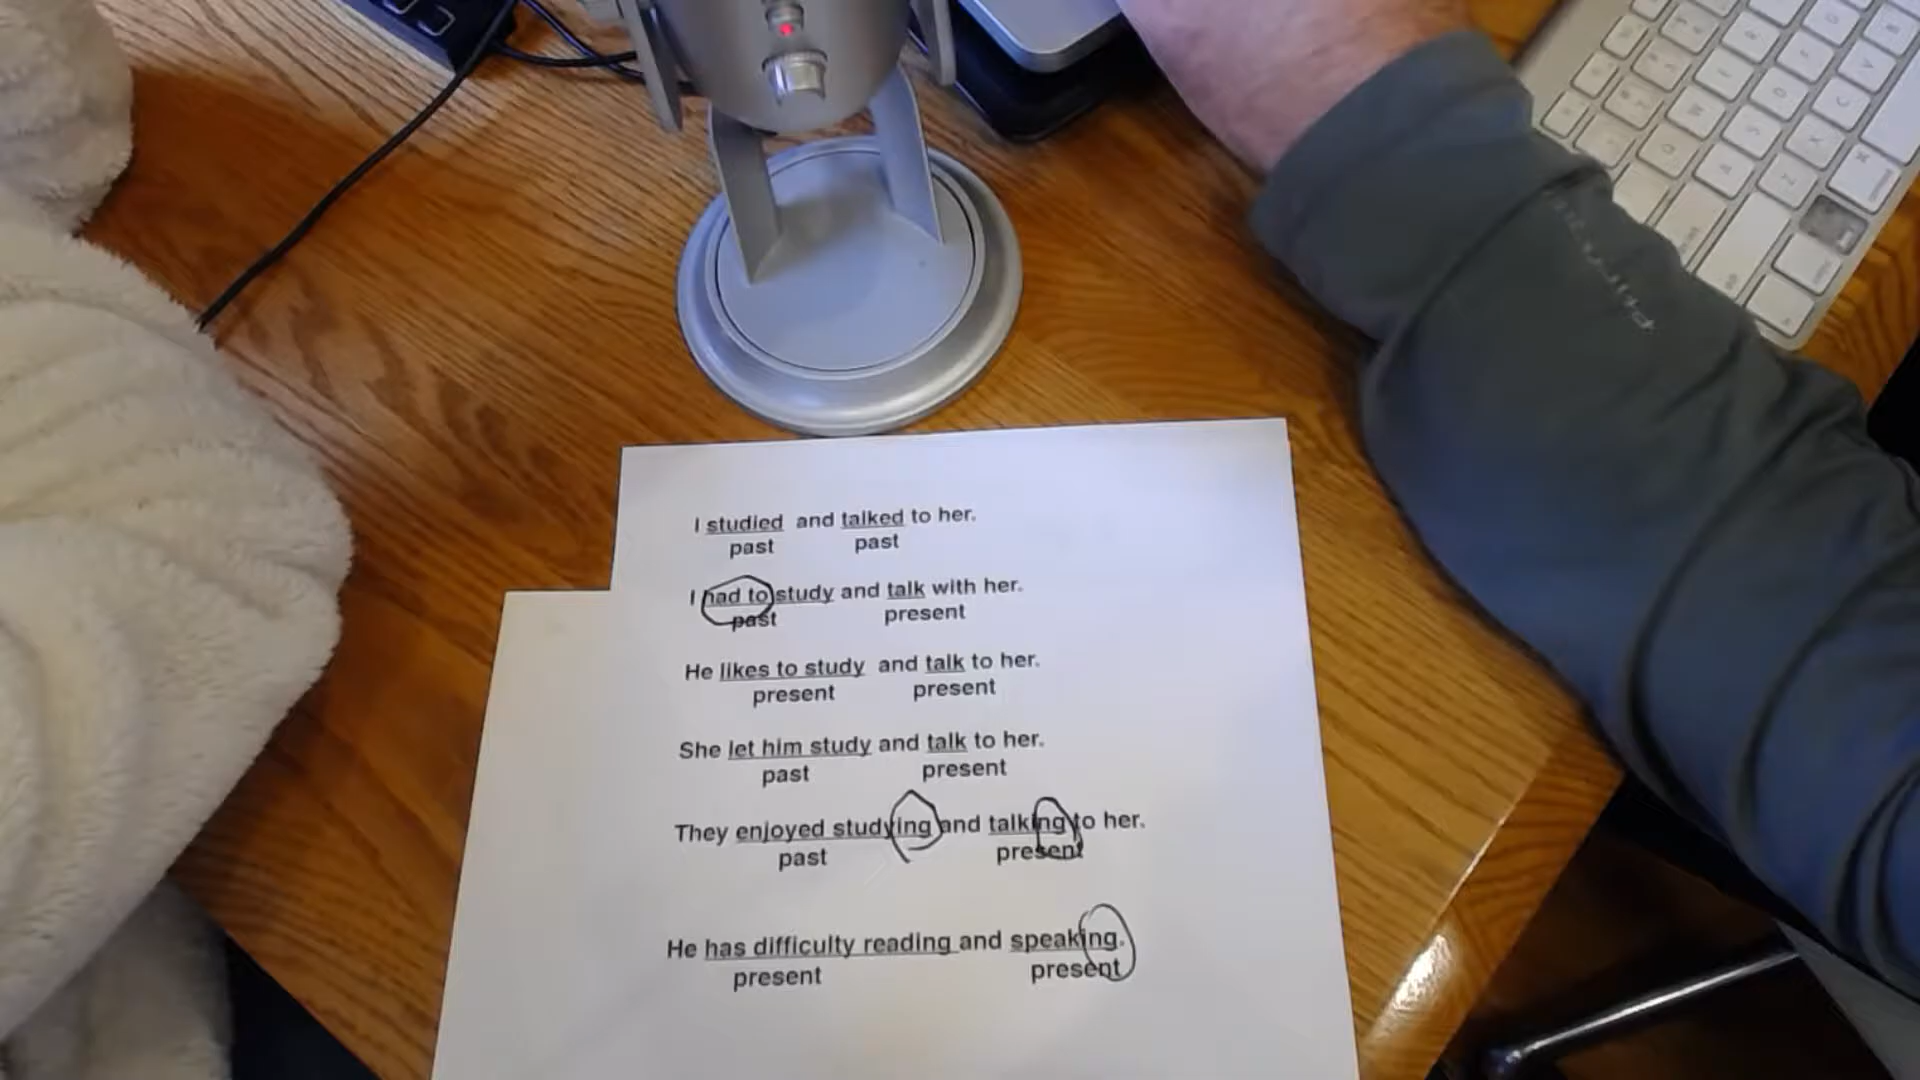 I studied and talked to her.
past past
I had to study and talk with her.
past present
He likes to study and talk to her.
present present
She let him study and talk to her.
past present
They enjoyed studying and talking to her.
past present
He has difficulty reading and speaking.
present present